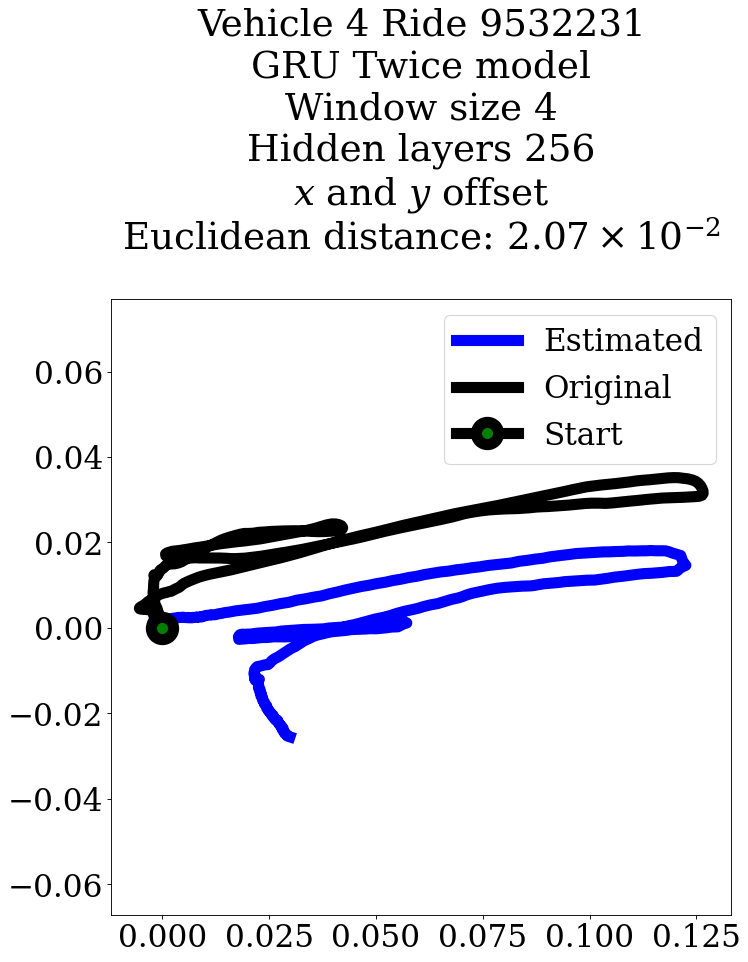 Vehicle 4 Ride 9532231
GRU Twice model
Window size 4
Hidden layers 256
x and y offset
Euclidean distance: 2.07 × 10⁻²
Estimated
Original
Start
0.06
0.04
0.02
0.00
−0.02
−0.04
−0.06
0.000 0.025 0.050 0.075 0.100 0.125